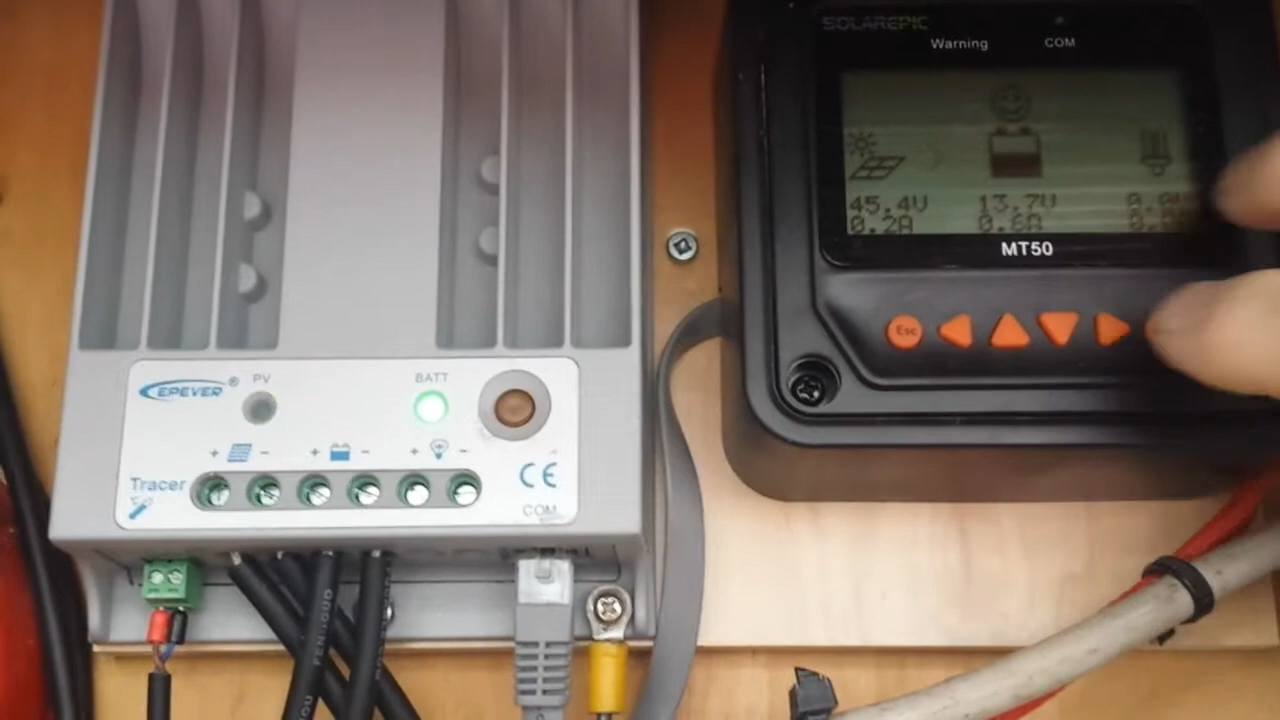 SOLAREPIC
Warning COM
45.4V 13.7V
0.2A 0.6A
MT50
Esc
EPEVER®
PV
BATT
+ - + - + -
Tracer
CE
COM